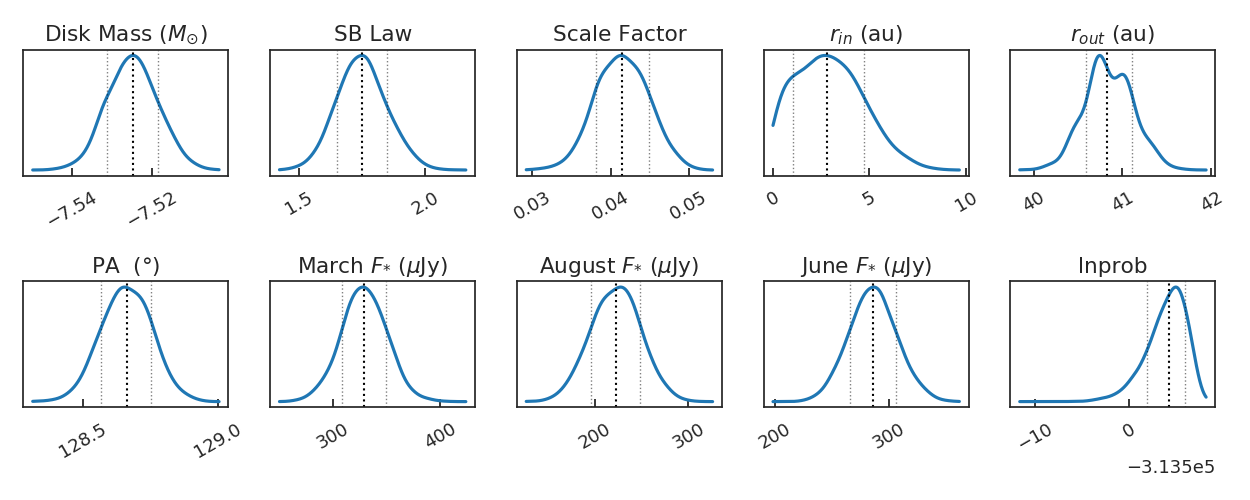 Disk Mass (M⊙) SB Law Scale Factor r_in (au) r_out (au)
−7.54 −7.52 1.5 2.0 0.03 0.04 0.05 0 5 10 40 41 42
PA (°) March F* (μJy) August F* (μJy) June F* (μJy) lnprob
128.5 129.0 300 400 200 300 200 300 −10 0
−3.135e5